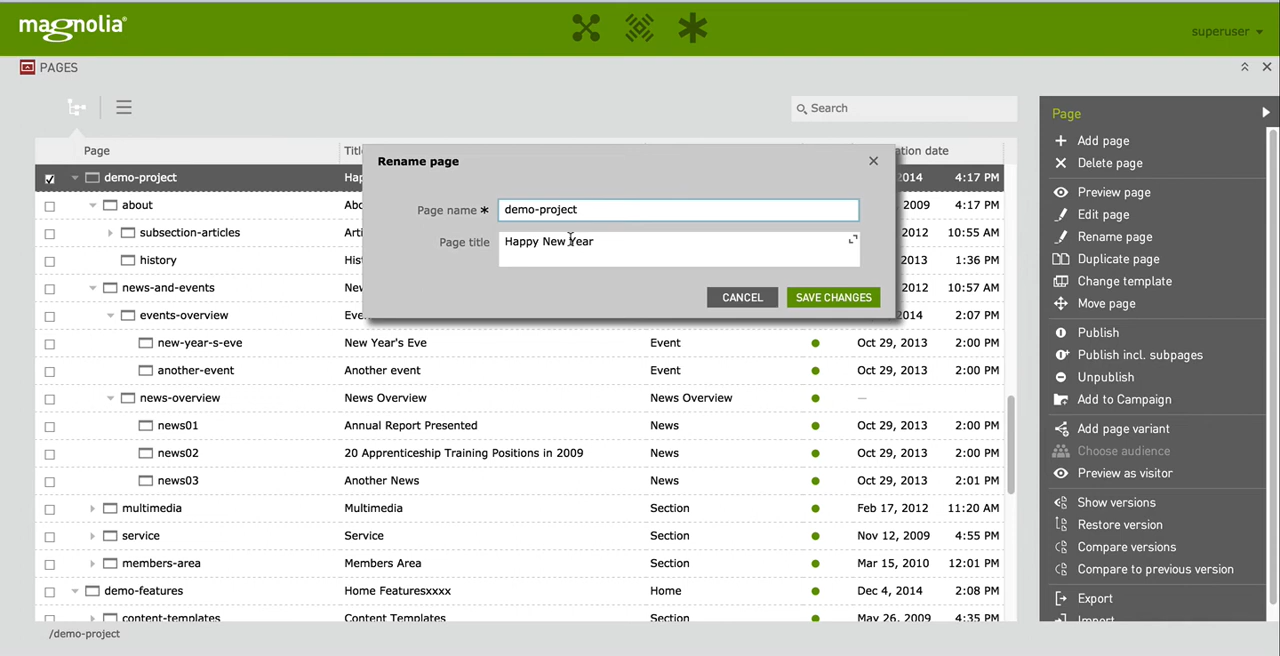 magnolia®
superuser
PAGES
Search
Page Title ation date
demo-project Hap 2014 4:17 PM
about Abo 2009 4:17 PM
subsection-articles Arti 2012 10:55 AM
history Hist 2013 1:36 PM
news-and-events New 2012 10:57 AM
events-overview Eve 2014 2:07 PM
new-year-s-eve New Year's Eve Event Oct 29, 2013 2:00 PM
another-event Another event Event Oct 29, 2013 2:00 PM
news-overview News Overview News Overview —
news01 Annual Report Presented News Oct 29, 2013 2:00 PM
news02 20 Apprenticeship Training Positions in 2009 News Oct 29, 2013 2:00 PM
news03 Another News News Oct 29, 2013 2:01 PM
multimedia Multimedia Section Feb 17, 2012 11:20 AM
service Service Section Nov 12, 2009 4:55 PM
members-area Members Area Section Mar 15, 2010 12:01 PM
demo-features Home Featuresxxxx Home Dec 4, 2014 2:08 PM
content-templates Content Templates Section May 26, 2009 4:35 PM
/demo-project
Rename page
Page name * demo-project
Page title Happy New Year
CANCEL SAVE CHANGES
Page
Add page
Delete page
Preview page
Edit page
Rename page
Duplicate page
Change template
Move page
Publish
Publish incl. subpages
Unpublish
Add to Campaign
Add page variant
Choose audience
Preview as visitor
Show versions
Restore version
Compare versions
Compare to previous version
Export
Import